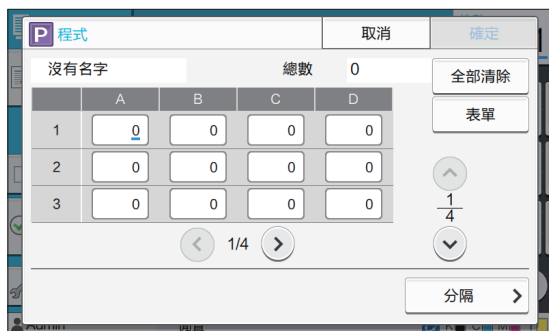 P 程式 取消 確定
沒有名字 總數 0 全部清除
表單
A B C D
1 0 0 0 0
2 0 0 0 0
3 0 0 0 0
1/4
1
4
分隔
Admin